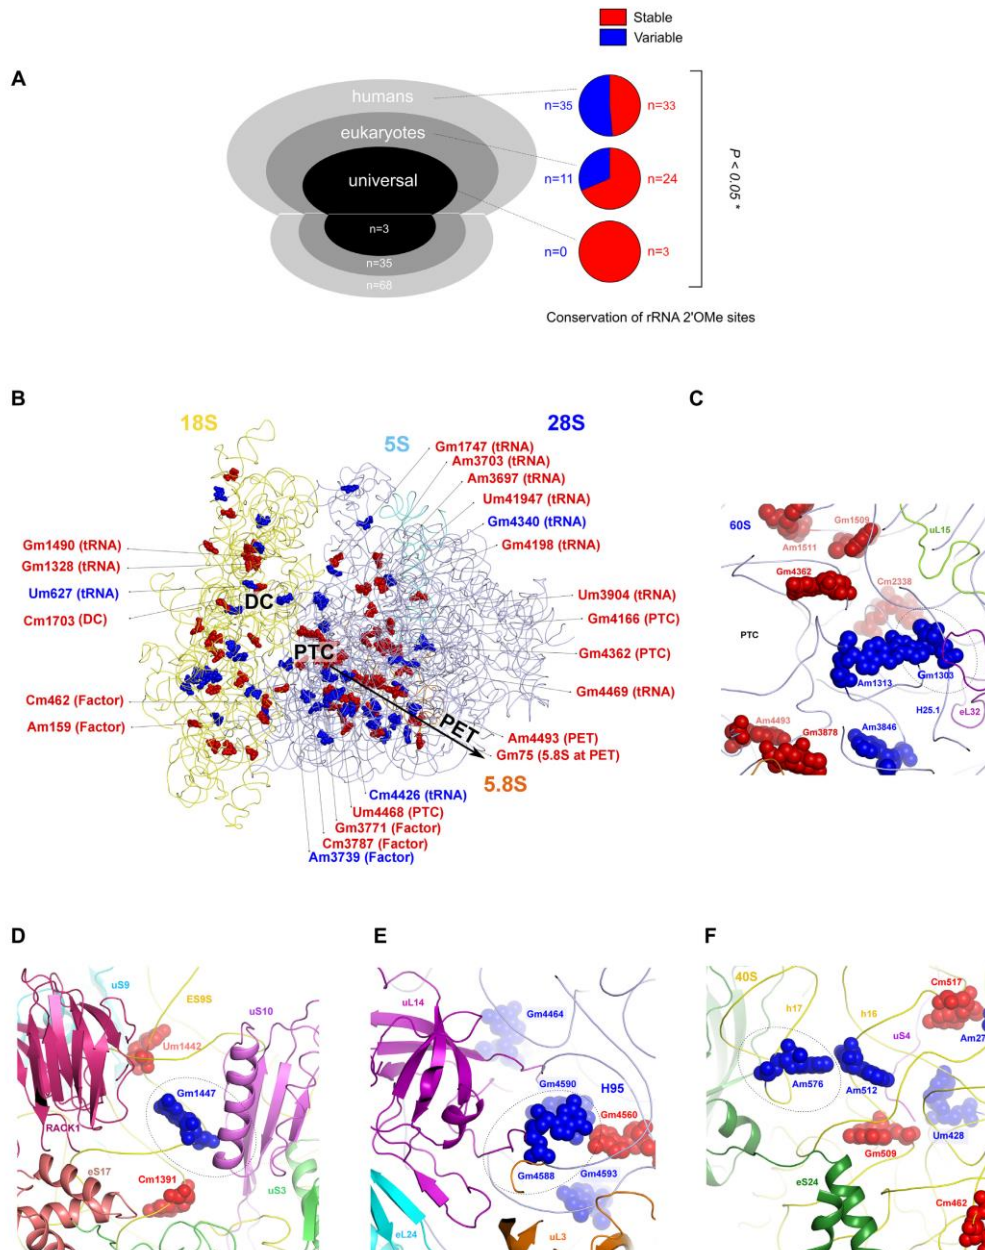 Stable
Variable
A
humans
eukaryotes
universal
n=3
n=35
n=68
n=35
n=33
n=11
n=24
n=0
n=3
P < 0.05 *
Conservation of rRNA 2'OMe sites
B
18S
5S
28S
Gm1747 (tRNA)
Am3703 (tRNA)
Am3697 (tRNA)
Um41947 (tRNA)
Gm4340 (tRNA)
Gm4198 (tRNA)
Um3904 (tRNA)
Gm4166 (PTC)
Gm4362 (PTC)
Gm4469 (tRNA)
Am4493 (PET)
Gm75 (5.8S at PET)
5.8S
Gm1490 (tRNA)
Gm1328 (tRNA)
Um627 (tRNA)
Cm1703 (DC)
Cm462 (Factor)
Am159 (Factor)
DC
PTC
PET
Cm4426 (tRNA)
Um4468 (PTC)
Gm3771 (Factor)
Cm3787 (Factor)
Am3739 (Factor)
C
60S
Gm1509
uL15
Am1511
Gm4362
Cm2338
PTC
Am1313
Gm1303
H25.1
eL32
Am4493
Gm3878
Am3846
D
uS9
ES9S
uS10
Um1442
Gm1447
RACK1
eS17
Cm1391
uS3
E
uL14
Gm4464
Gm4590
H95
Gm4560
Gm4588
Gm4593
eL24
uL3
F
40S
Cm517
h17
h16
uS4
Am27
Am576
Am512
Um428
Gm509
eS24
Cm462